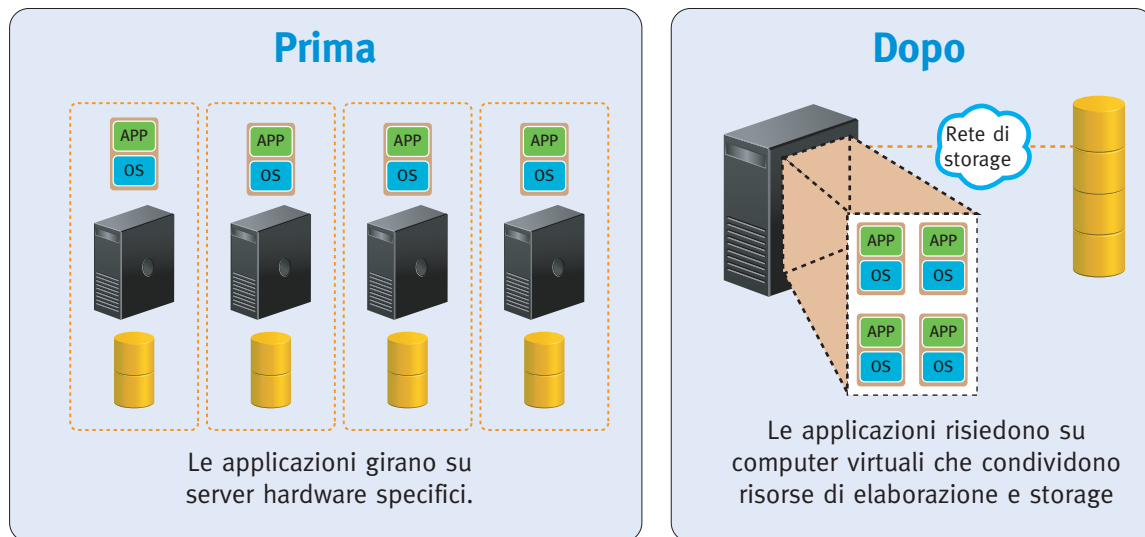 Prima
APP
OS
APP
OS
APP
OS
APP
OS
Le applicazioni girano su
server hardware specifici.
Dopo
Rete di
storage
APP
APP
OS
OS
APP
APP
OS
OS
Le applicazioni risiedono su
computer virtuali che condividono
risorse di elaborazione e storage